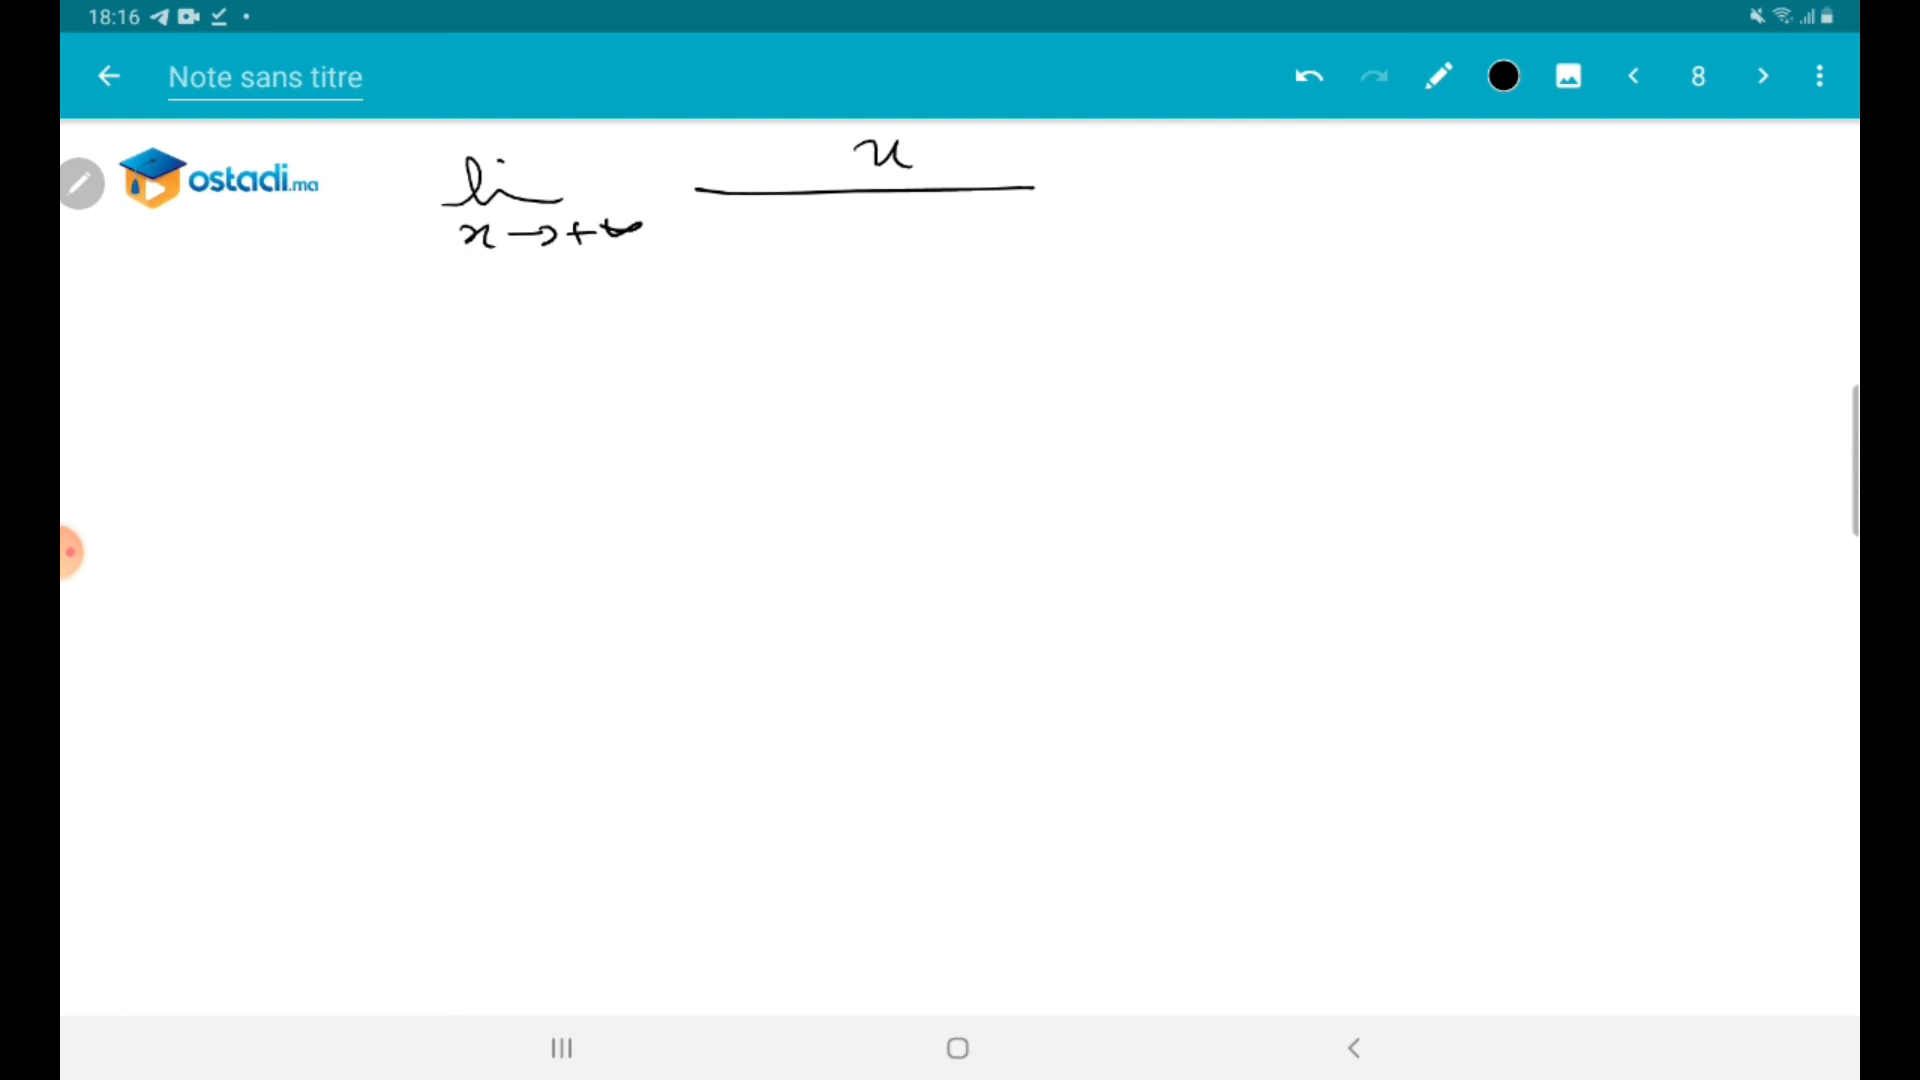 18:16
Note sans titre
8
ostadi.ma
lim x
x → +∞